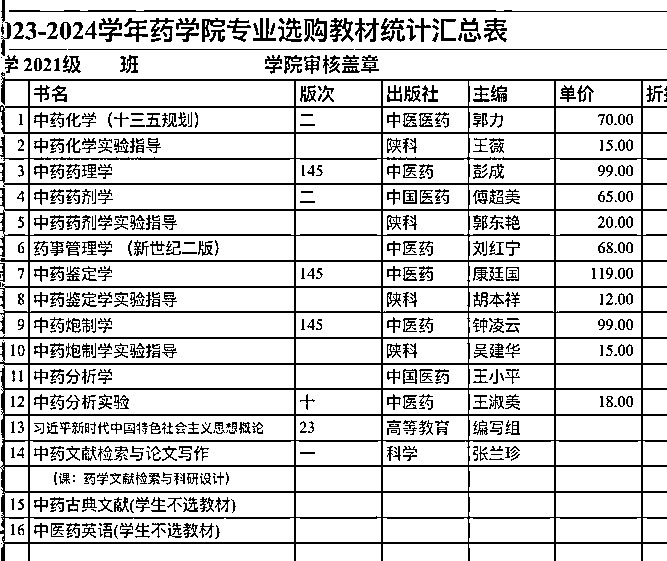 023-2024学年药学院专业选购教材统计汇总表
学 2021级 班 学院审核盖章
书名 版次 出版社 主编 单价 折
1 中药化学（十三五规划） 二 中医医药 郭力 70.00
2 中药化学实验指导 陕科 王薇 15.00
3 中药药理学 145 中医药 彭成 99.00
4 中药药剂学 二 中国医药 傅超美 65.00
5 中药药剂学实验指导 陕科 郭东艳 20.00
6 药事管理学 （新世纪二版） 中医药 刘红宁 68.00
7 中药鉴定学 145 中医药 康廷国 119.00
8 中药鉴定学实验指导 陕科 胡本祥 12.00
9 中药炮制学 145 中医药 钟凌云 99.00
10 中药炮制学实验指导 陕科 吴建华 15.00
11 中药分析学 中国医药 王小平
12 中药分析实验 十 中医药 王淑美 18.00
13 习近平新时代中国特色社会主义思想概论 23 高等教育 编写组
14 中药文献检索与论文写作 一 科学 张兰珍
（课：药学文献检索与科研设计）
15 中药古典文献(学生不选教材)
16 中医药英语(学生不选教材)